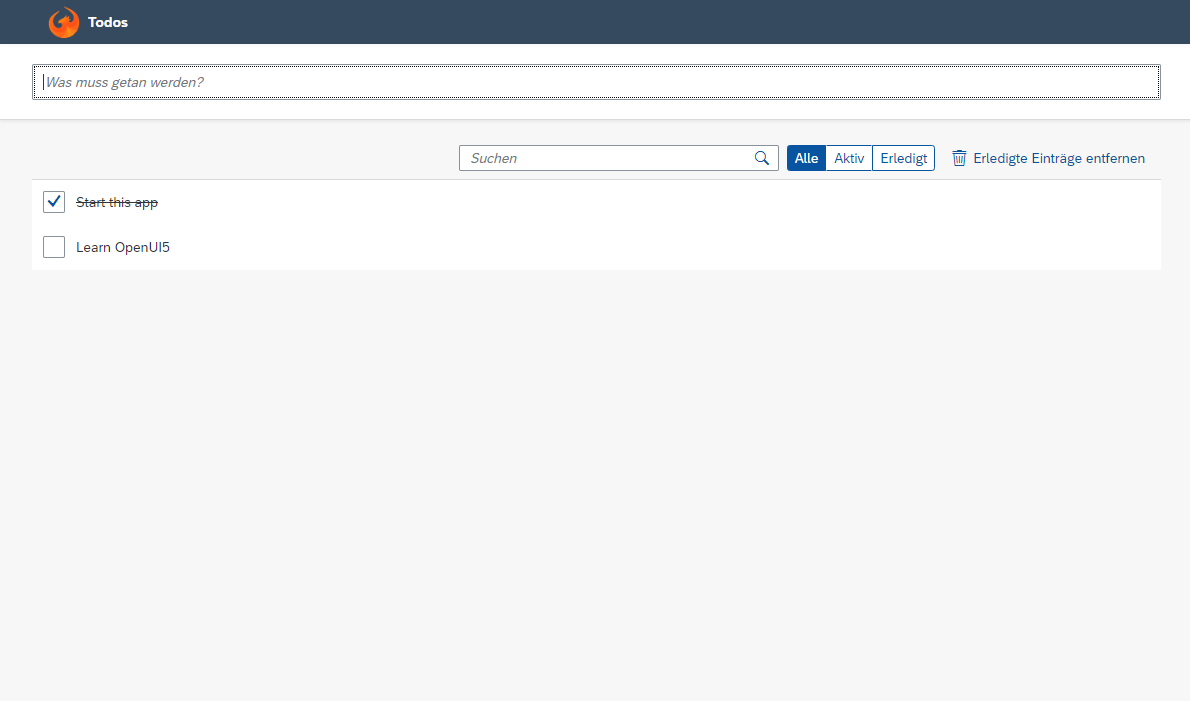 Todos
Was muss getan werden?
Suchen Alle Aktiv Erledigt Erledigte Einträge entfernen
Start this app
Learn OpenUI5